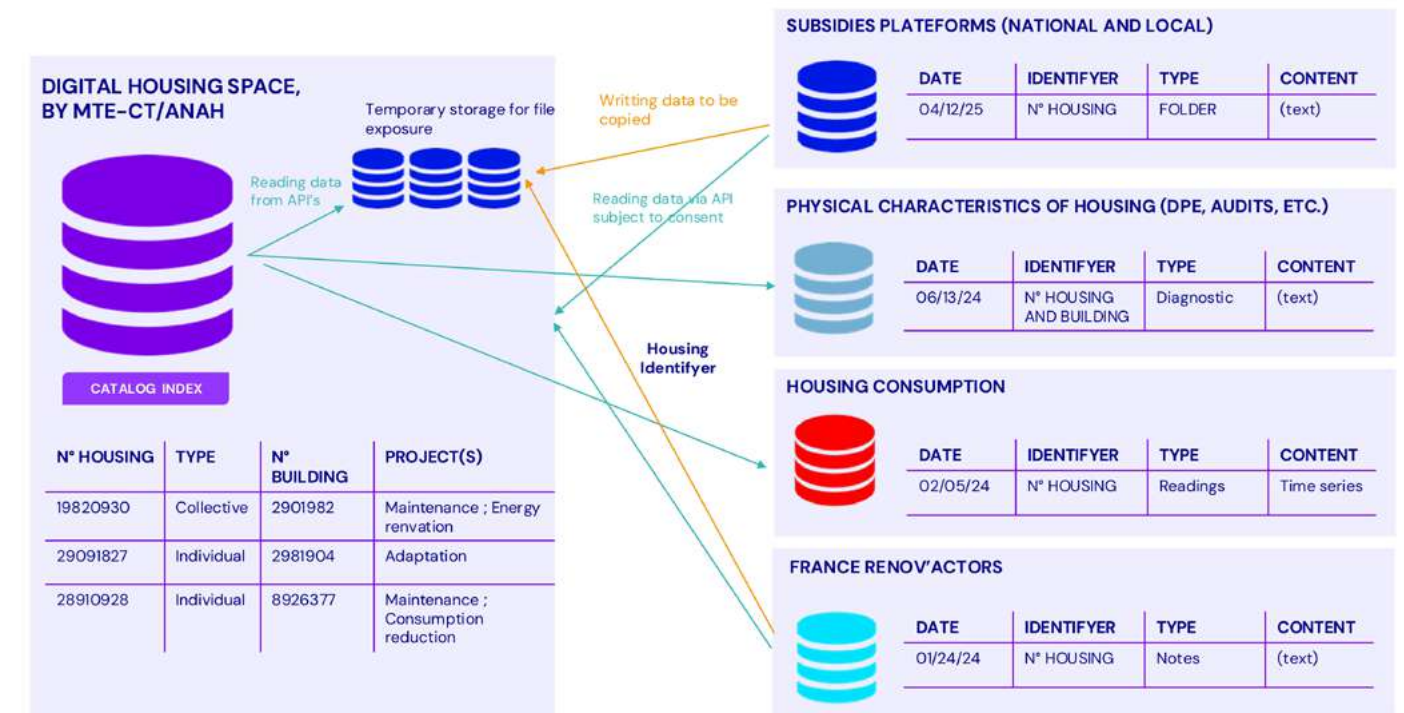 DIGITAL HOUSING SPACE,
BY MTE-CT/ANAH
Temporary storage for file
exposure
Reading data
from API's
CATALOG INDEX
N° HOUSING TYPE N° BUILDING PROJECT(S)
19820930 Collective 2901982 Maintenance ; Energy
renvation
29091827 Individual 2981904 Adaptation
28910928 Individual 8926377 Maintenance ;
Consumption
reduction
Writting data to be
copied
Reading data via API
subject to consent
Housing
Identifyer
SUBSIDIES PLATEFORMS (NATIONAL AND LOCAL)
DATE IDENTIFYER TYPE CONTENT
04/12/25 N° HOUSING FOLDER (text)
PHYSICAL CHARACTERISTICS OF HOUSING (DPE, AUDITS, ETC.)
DATE IDENTIFYER TYPE CONTENT
06/13/24 N° HOUSING Diagnostic (text)
AND BUILDING
HOUSING CONSUMPTION
DATE IDENTIFYER TYPE CONTENT
02/05/24 N° HOUSING Readings Time series
FRANCE RENOV'ACTORS
DATE IDENTIFYER TYPE CONTENT
01/24/24 N° HOUSING Notes (text)